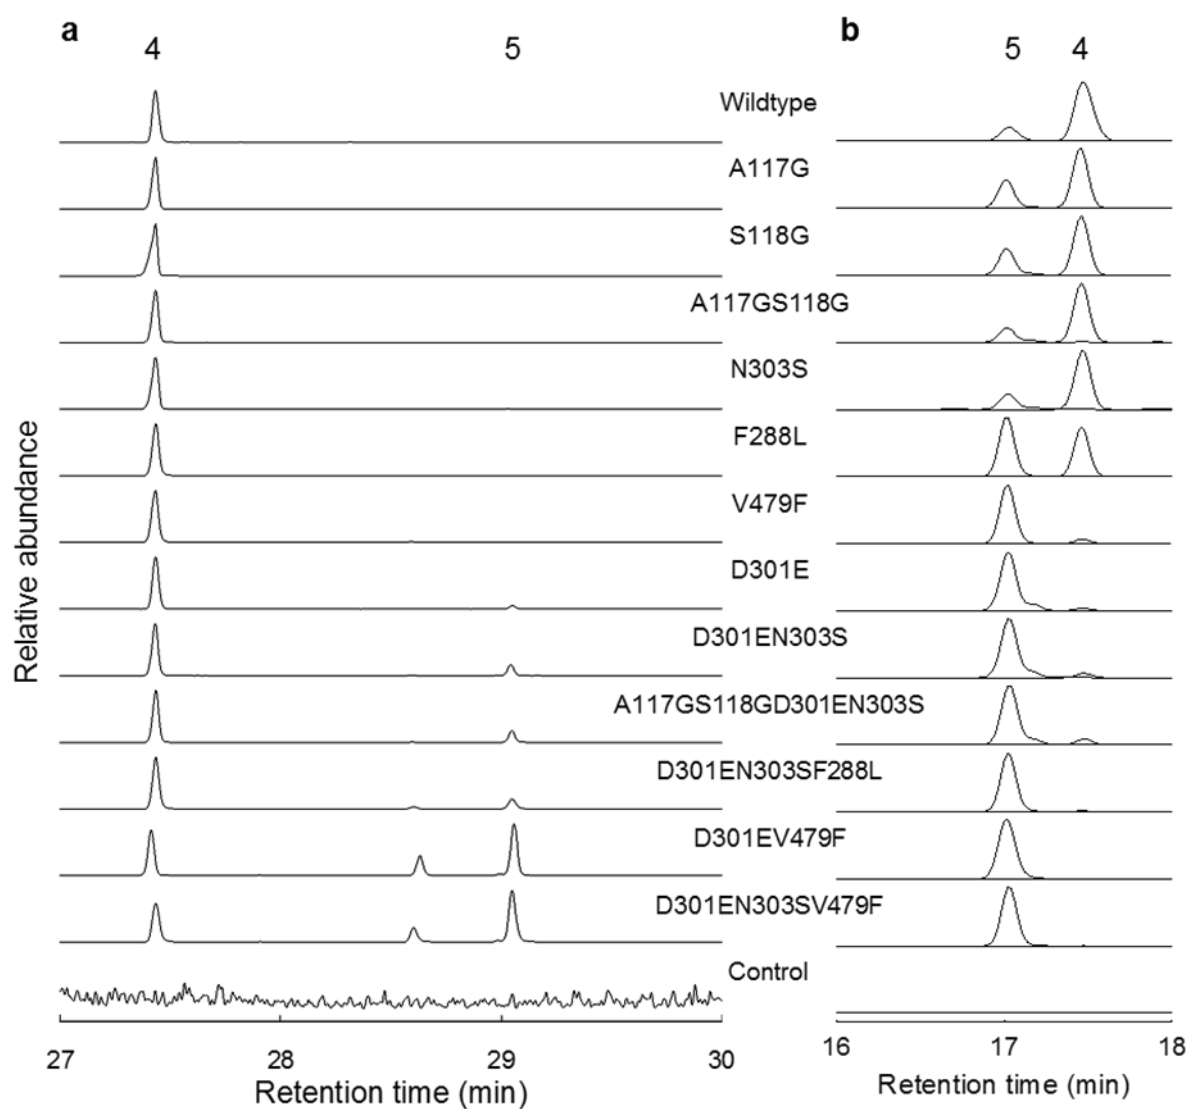 a
b
4
5
5
4
Wildtype
A117G
S118G
A117GS118G
N303S
F288L
V479F
D301E
D301EN303S
A117GS118GD301EN303S
D301EN303SF288L
D301EV479F
D301EN303SV479F
Control
Relative abundance
27
28
29
30
16
17
18
Retention time (min)
Retention time (min)